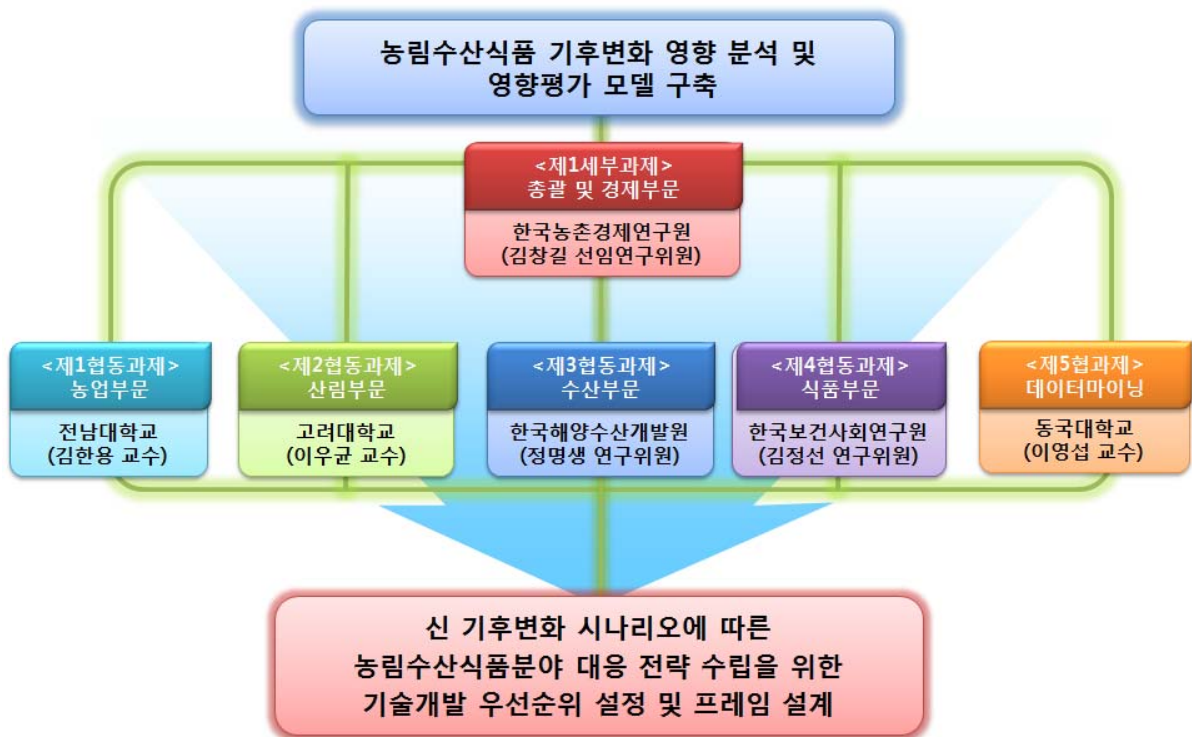 농림수산식품 기후변화 영향 분석 및
영향평가 모델 구축
<제1세부과제>
총괄 및 경제부문
한국농촌경제연구원
(김창길 선임연구위원)
<제1협동과제>
농업부문
전남대학교
(김한용 교수)
<제2협동과제>
산림부문
고려대학교
(이우균 교수)
<제3협동과제>
수산부문
한국해양수산개발원
(정명생 연구위원)
<제4협동과제>
식품부문
한국보건사회연구원
(김정선 연구위원)
<제5협과제>
데이터마이닝
동국대학교
(이영섭 교수)
신 기후변화 시나리오에 따른
농림수산식품분야 대응 전략 수립을 위한
기술개발 우선순위 설정 및 프레임 설계